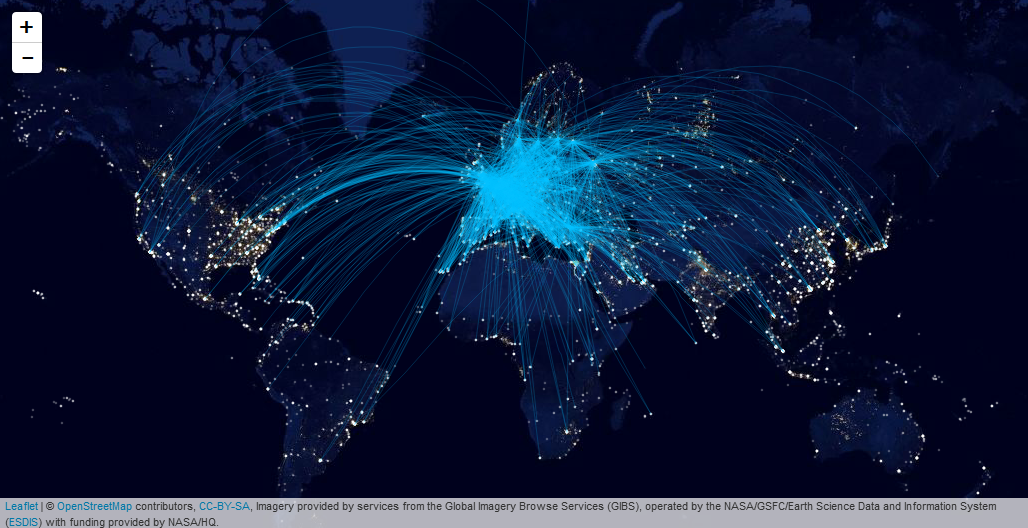 +
−
Leaflet | © OpenStreetMap contributors, CC-BY-SA, Imagery provided by services from the Global Imagery Browse Services (GIBS), operated by the NASA/GSFC/Earth Science Data and Information System
(ESDIS) with funding provided by NASA/HQ.